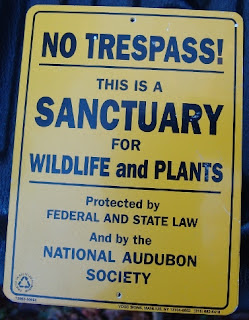 NO TRESPASS!
THIS IS A
SANCTUARY
FOR
WILDLIFE and PLANTS
Protected by
FEDERAL AND STATE LAW
And by the
NATIONAL AUDUBON
SOCIETY